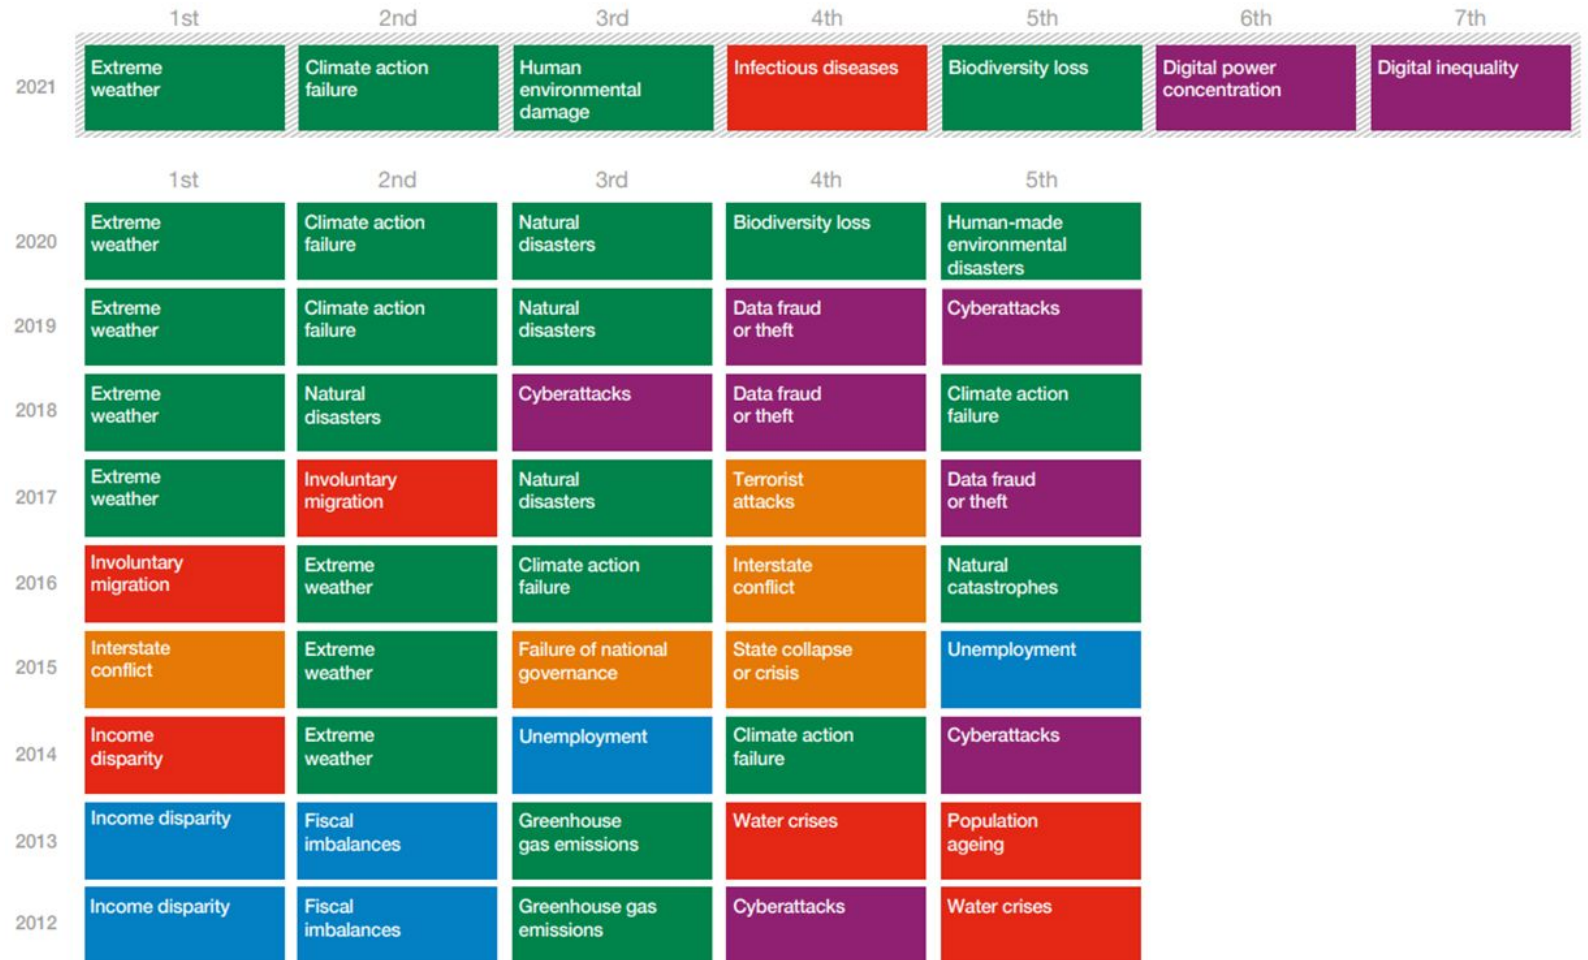 1st 2nd 3rd 4th 5th 6th 7th
2021
Extreme
weather
Climate action
failure
Human
environmental
damage
Infectious diseases
Biodiversity loss
Digital power
concentration
Digital inequality
1st 2nd 3rd 4th 5th
2020
Extreme
weather
Climate action
failure
Natural
disasters
Biodiversity loss
Human-made
environmental
disasters
2019
Extreme
weather
Climate action
failure
Natural
disasters
Data fraud
or theft
Cyberattacks
2018
Extreme
weather
Natural
disasters
Cyberattacks
Data fraud
or theft
Climate action
failure
2017
Extreme
weather
Involuntary
migration
Natural
disasters
Terrorist
attacks
Data fraud
or theft
2016
Involuntary
migration
Extreme
weather
Climate action
failure
Interstate
conflict
Natural
catastrophes
2015
Interstate
conflict
Extreme
weather
Failure of national
governance
State collapse
or crisis
Unemployment
2014
Income
disparity
Extreme
weather
Unemployment
Climate action
failure
Cyberattacks
2013
Income disparity
Fiscal
imbalances
Greenhouse
gas emissions
Water crises
Population
ageing
2012
Income disparity
Fiscal
imbalances
Greenhouse gas
emissions
Cyberattacks
Water crises